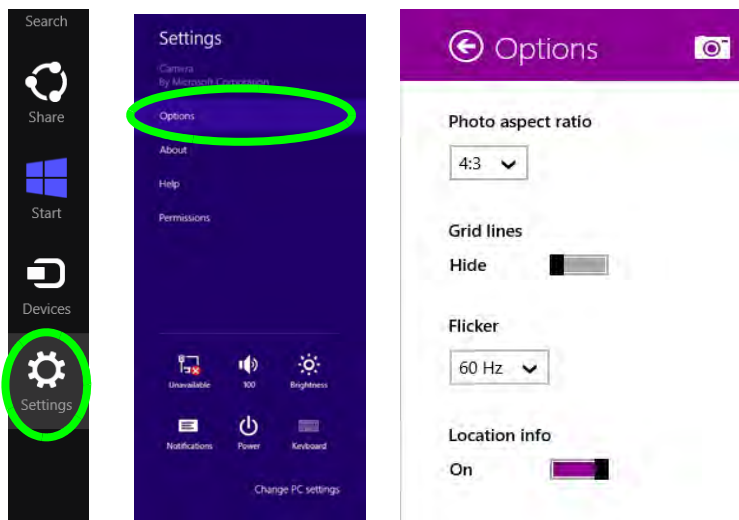 Search
Share
Start
Devices
Settings
Settings
Camera
By Microsoft Corporation
Options
About
Help
Permissions
Unavailable
100
Brightness
Notifications
Power
Keyboard
Change PC settings
Options
Photo aspect ratio
4:3
Grid lines
Hide
Flicker
60 Hz
Location info
On